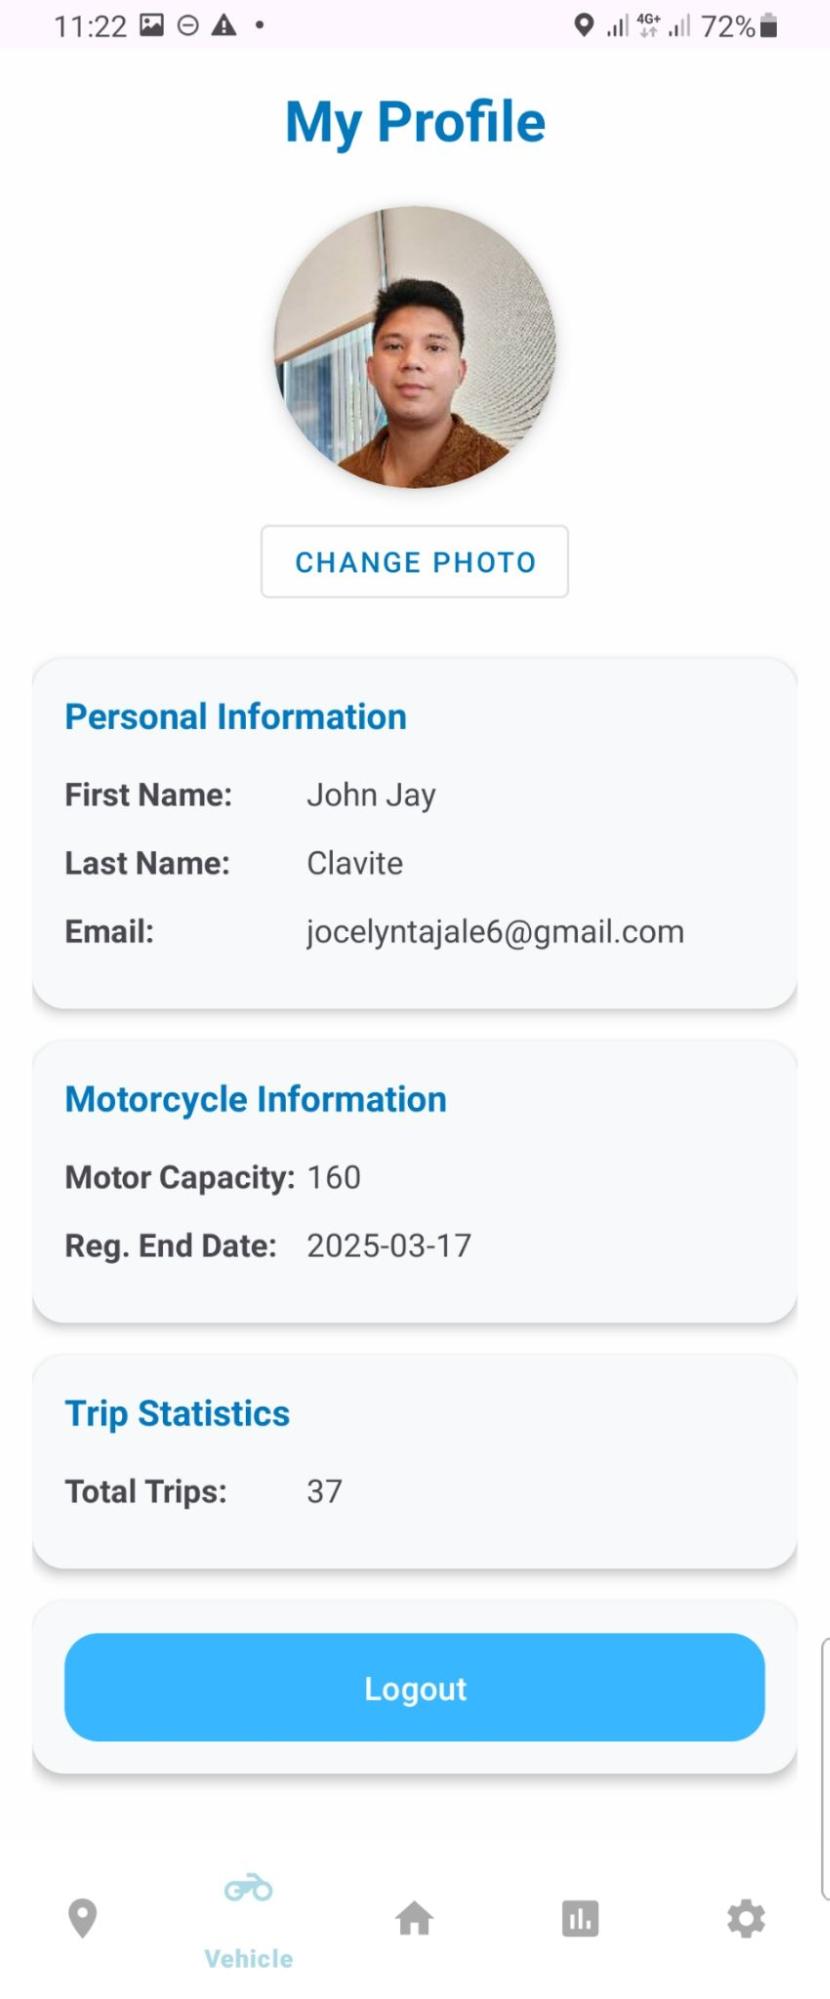 11:22 4G+ 72%
My Profile
CHANGE PHOTO
Personal Information
First Name: John Jay
Last Name: Clavite
Email: jocelyntajale6@gmail.com
Motorcycle Information
Motor Capacity: 160
Reg. End Date: 2025-03-17
Trip Statistics
Total Trips: 37
Logout
Vehicle